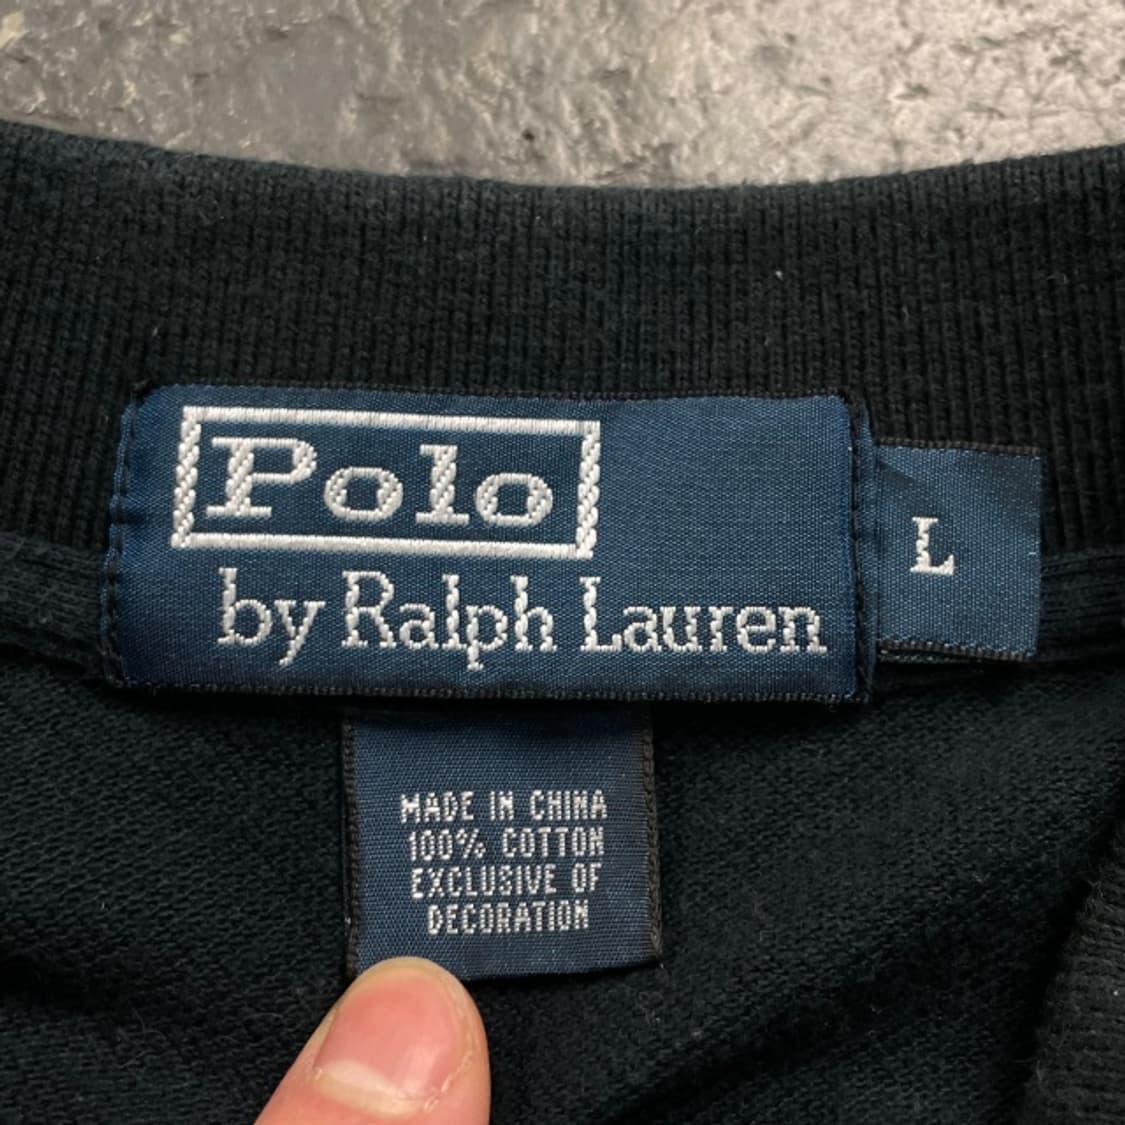 Polo
by Ralph Lauren
L
MADE IN CHINA
100% COTTON
EXCLUSIVE OF
DECORATION